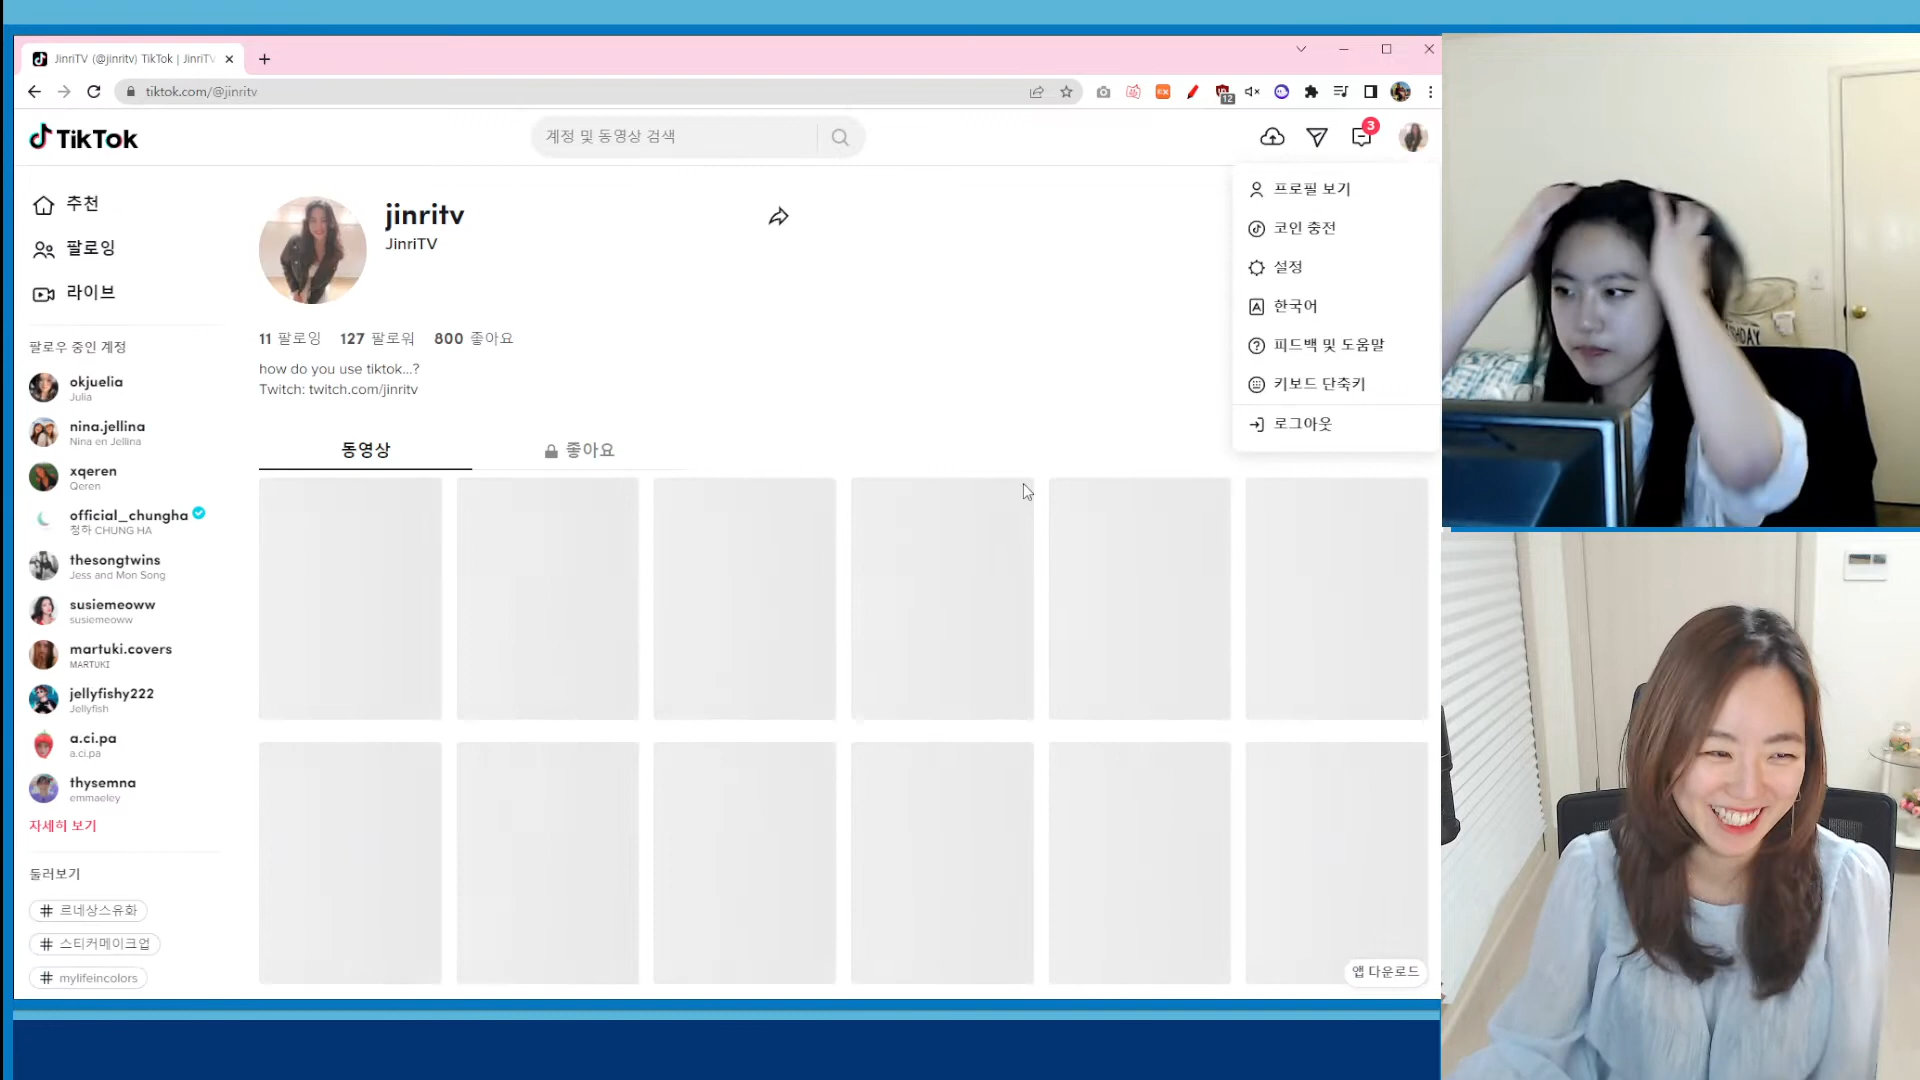 JinriTV (@jinritv) TikTok | JinriTV
tiktok.com/@jinritv
12
TikTok
계정 및 동영상 검색
3
추천
팔로잉
라이브
팔로우 중인 계정
okjuelia
Julia
nina.jellina
Nina en Jellina
xqeren
Qeren
official_chungha
청하 CHUNG HA
thesongtwins
Jess and Mon Song
susiemeoww
susiemeoww
martuki.covers
MARTUKI
jellyfishy222
Jellyfish
a.ci.pa
a.ci.pa
thysemna
emmaeley
자세히 보기
둘러보기
# 르네상스유화
# 스티커메이크업
# mylifeincolors
jinritv
JinriTV
11 팔로잉 127 팔로워 800 좋아요
how do you use tiktok...?
Twitch: twitch.com/jinritv
동영상
좋아요
프로필 보기
코인 충전
설정
한국어
피드백 및 도움말
키보드 단축키
로그아웃
앱 다운로드